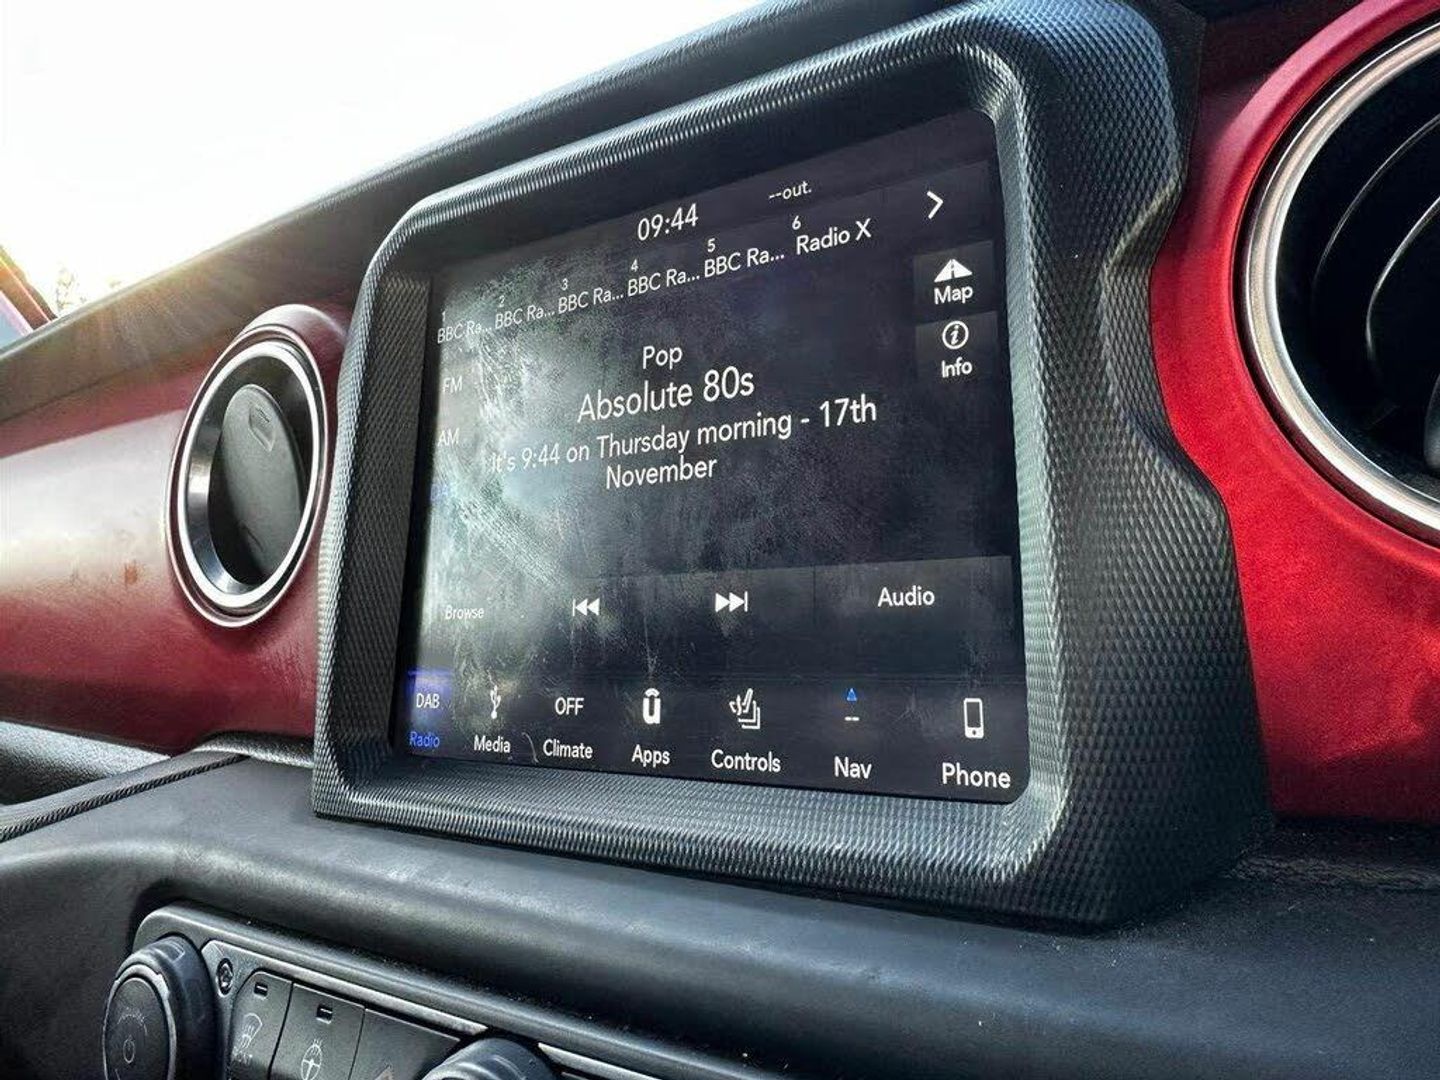 09:44
--out.
1 BBC Ra...
2 BBC Ra...
3 BBC Ra...
4 BBC Ra...
5 BBC Ra...
6 Radio X
Map
Info
FM
AM
Pop
Absolute 80s
It's 9:44 on Thursday morning - 17th
November
Browse
Audio
DAB
Radio
Media
OFF
Climate
Apps
Controls
--
Nav
Phone